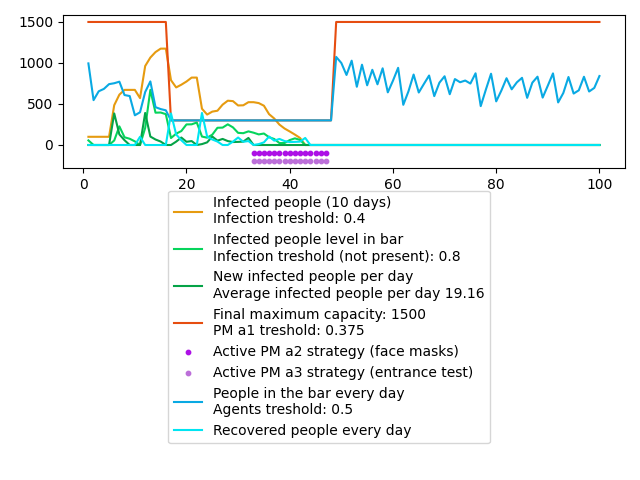 1500
1000
500
0
0 20 40 60 80 100
Infected people (10 days)
Infection treshold: 0.4
Infected people level in bar
Infection treshold (not present): 0.8
New infected people per day
Average infected people per day 19.16
Final maximum capacity: 1500
PM a1 treshold: 0.375
Active PM a2 strategy (face masks)
Active PM a3 strategy (entrance test)
People in the bar every day
Agents treshold: 0.5
Recovered people every day